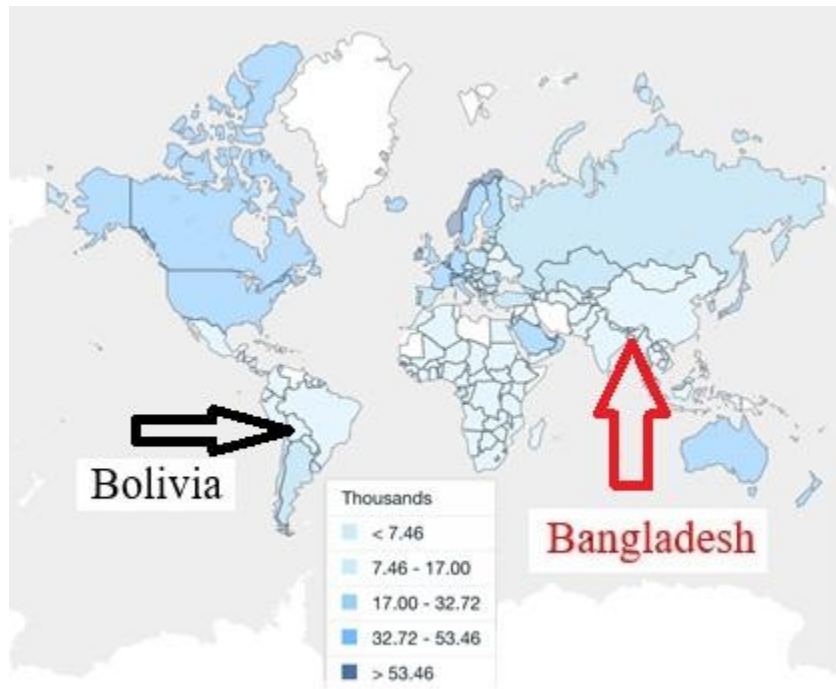 Bolivia
Bangladesh
Thousands
< 7.46
7.46 - 17.00
17.00 - 32.72
32.72 - 53.46
> 53.46